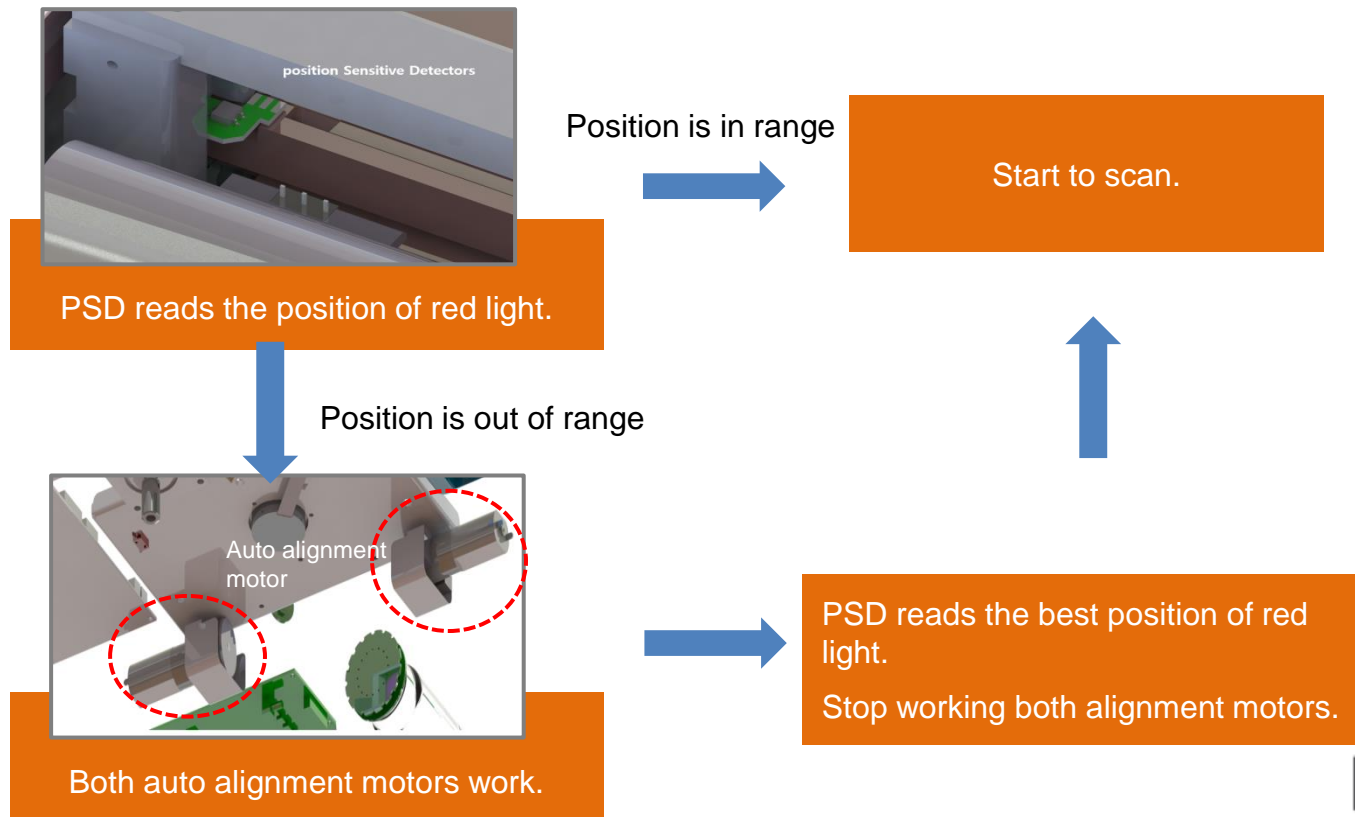 position Sensitive Detectors
Position is in range
Start to scan.
PSD reads the position of red light.
Position is out of range
Auto alignment
motor
PSD reads the best position of red
light.
Stop working both alignment motors.
Both auto alignment motors work.